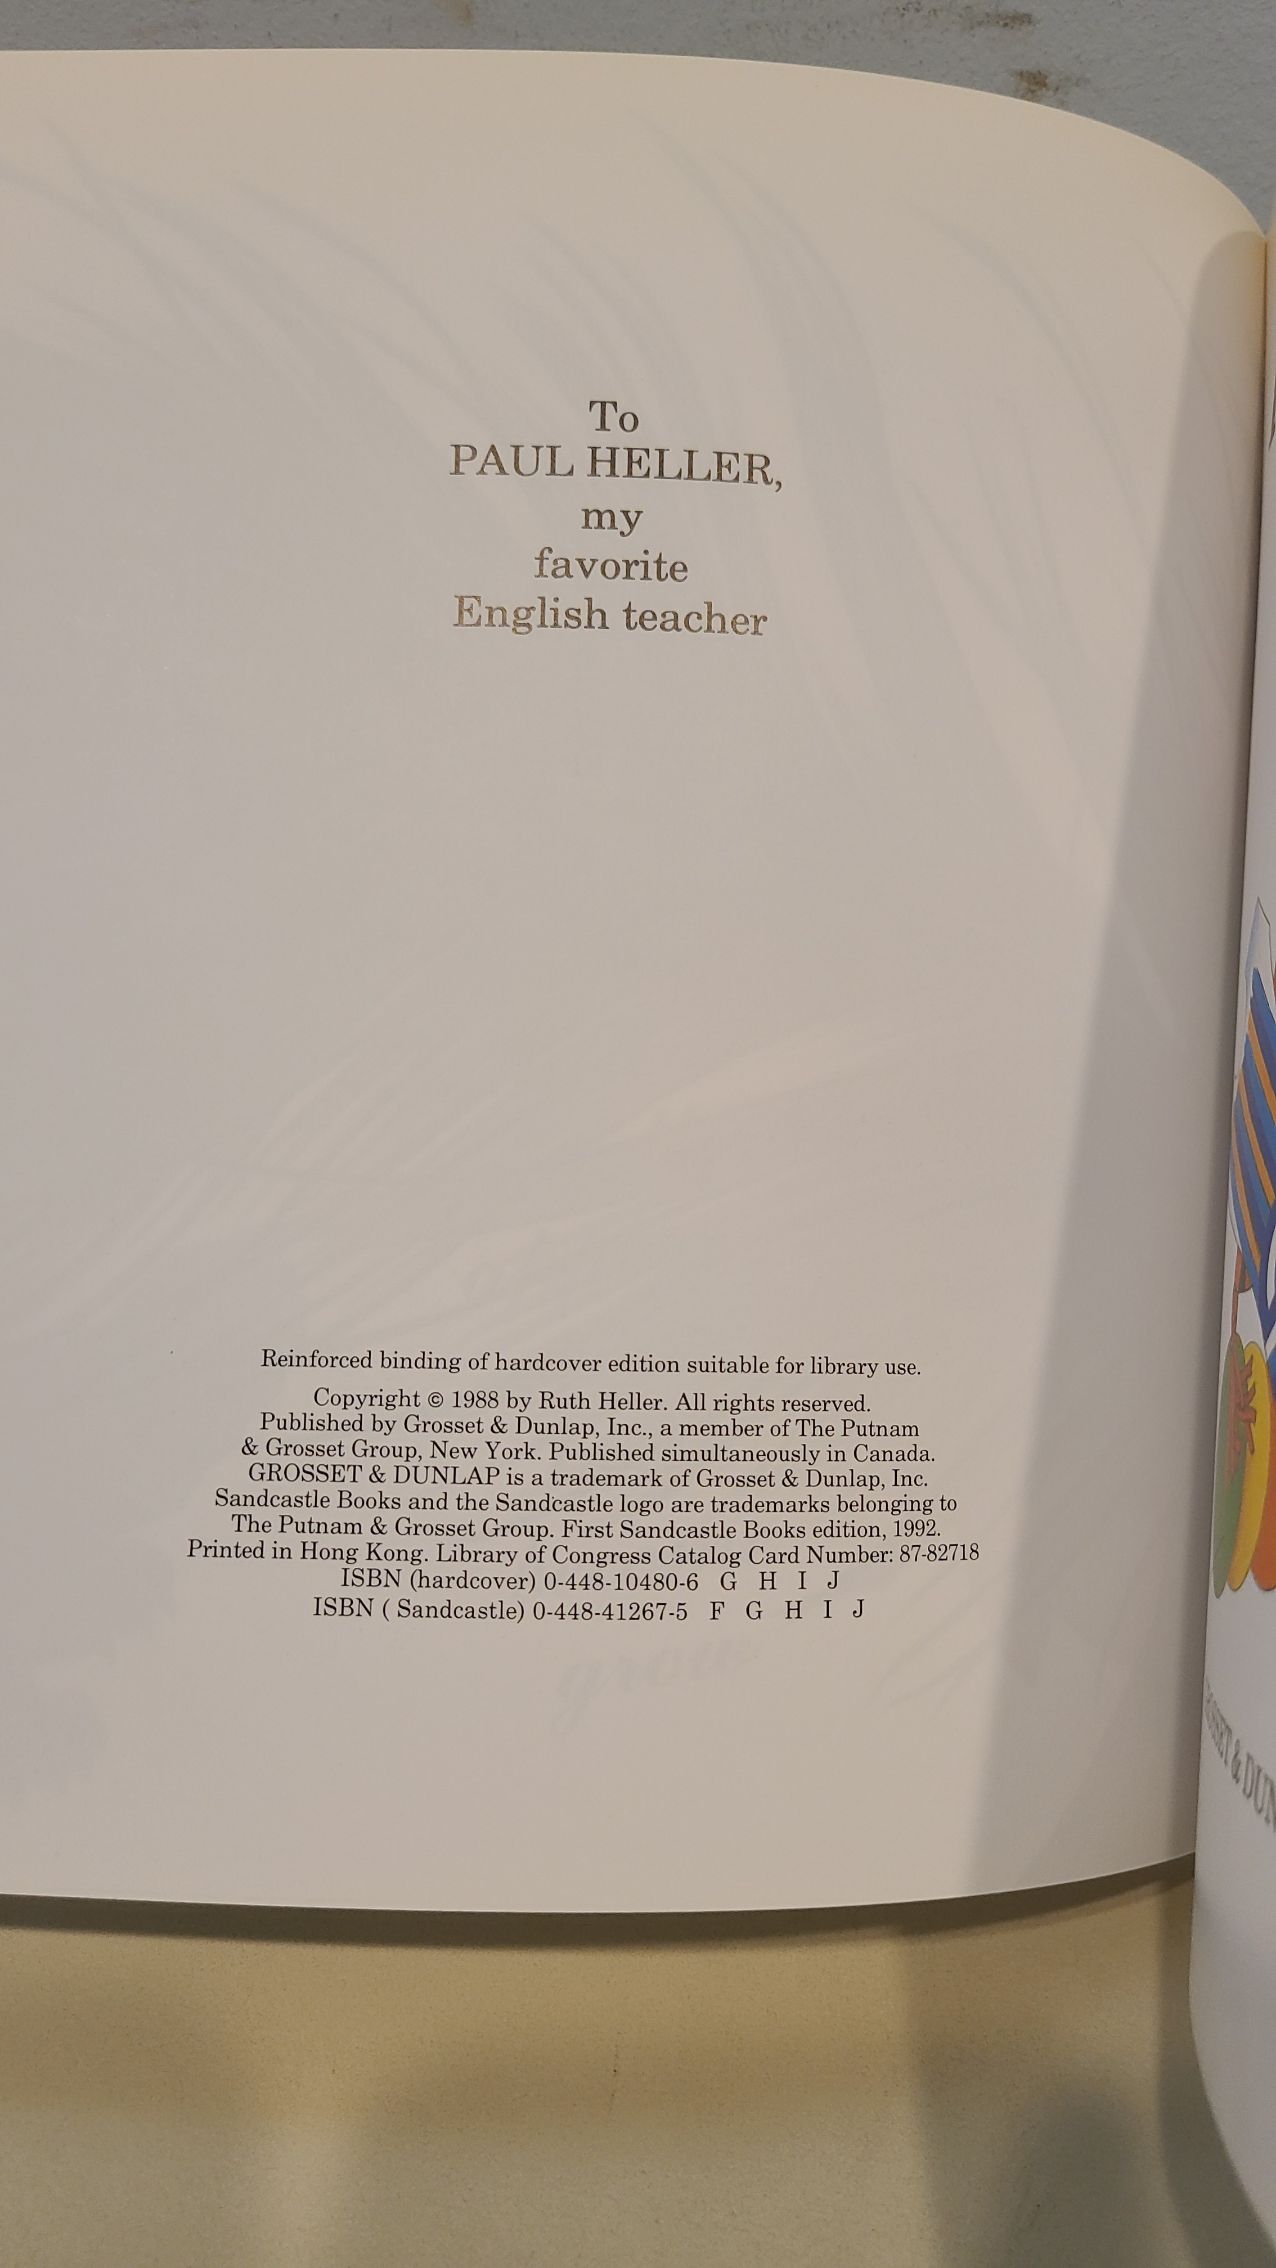 To
PAUL HELLER,
my
favorite
English teacher
Reinforced binding of hardcover edition suitable for library use.
Copyright © 1988 by Ruth Heller. All rights reserved.
Published by Grosset & Dunlap, Inc., a member of The Putnam
& Grosset Group, New York. Published simultaneously in Canada.
GROSSET & DUNLAP is a trademark of Grosset & Dunlap, Inc.
Sandcastle Books and the Sandcastle logo are trademarks belonging to
The Putnam & Grosset Group. First Sandcastle Books edition, 1992.
Printed in Hong Kong. Library of Congress Catalog Card Number: 87-82718
ISBN (hardcover) 0-448-10480-6 G H I J
ISBN ( Sandcastle) 0-448-41267-5 F G H I J